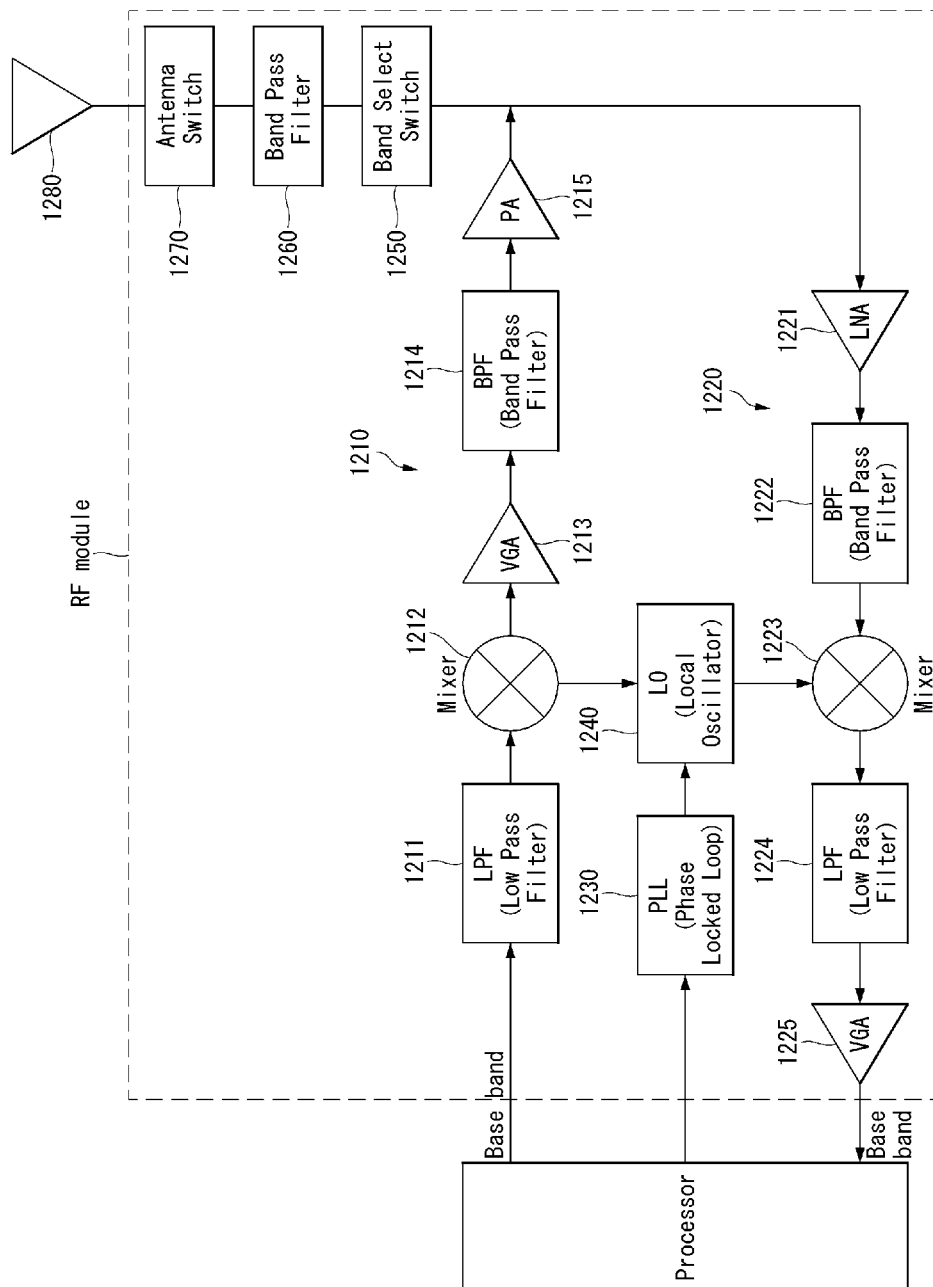 RF module
1280
Antenna
Switch
1270
Band Pass
Filter
1260
Band Select
Switch
1250
1210
Base band
LPF
(Low Pass
Filter)
1211
Mixer
1212
VGA
1213
BPF
(Band Pass
Filter)
1214
PA
1215
Processor
PLL
(Phase
Locked Loop)
1230
LO
(Local
Oscillator)
1240
1220
LNA
1221
BPF
(Band Pass
Filter)
1222
1223
Mixer
LPF
(Low Pass
Filter)
1224
VGA
1225
Base
band